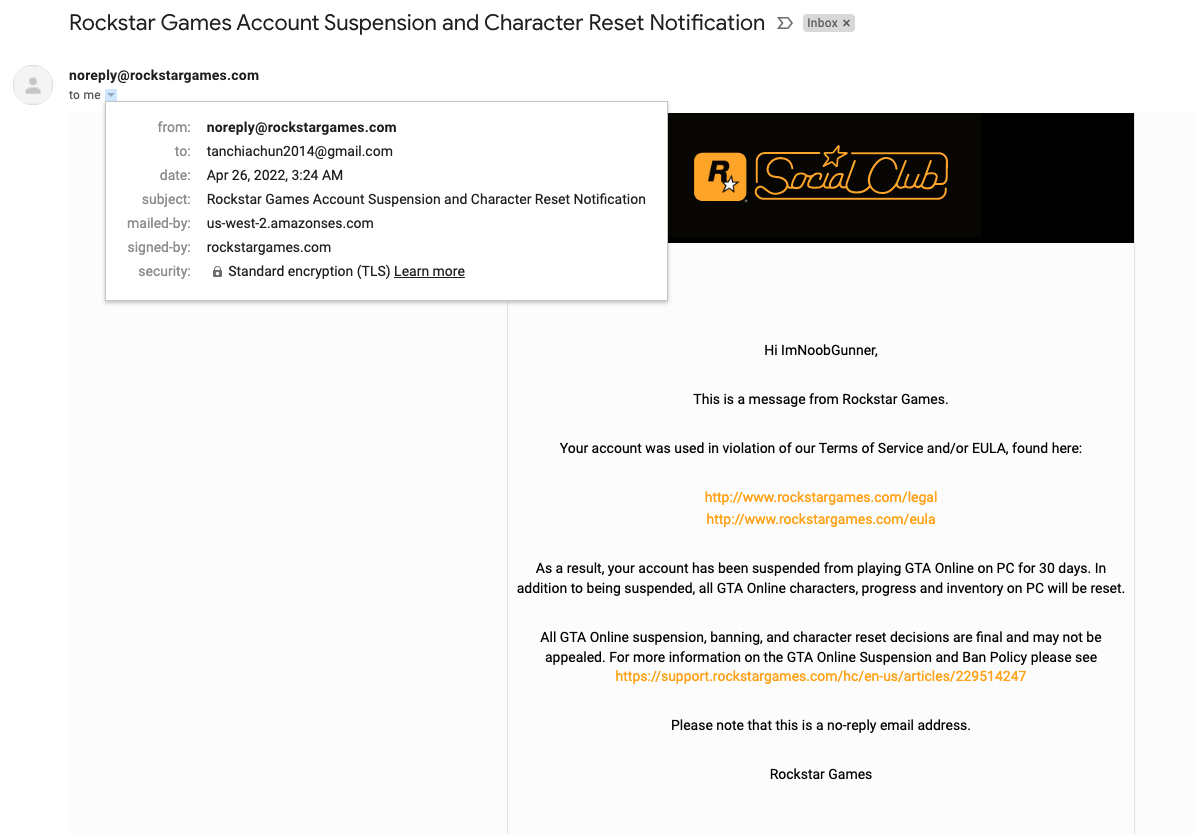 Rockstar Games Account Suspension and Character Reset Notification Inbox ×
noreply@rockstargames.com
to me
from: noreply@rockstargames.com
to: tanchiachun2014@gmail.com
date: Apr 26, 2022, 3:24 AM
subject: Rockstar Games Account Suspension and Character Reset Notification
mailed-by: us-west-2.amazonses.com
signed-by: rockstargames.com
security: Standard encryption (TLS) Learn more
R Social Club
Hi ImNoobGunner,
This is a message from Rockstar Games.
Your account was used in violation of our Terms of Service and/or EULA, found here:
http://www.rockstargames.com/legal
http://www.rockstargames.com/eula
As a result, your account has been suspended from playing GTA Online on PC for 30 days. In
addition to being suspended, all GTA Online characters, progress and inventory on PC will be reset.
All GTA Online suspension, banning, and character reset decisions are final and may not be
appealed. For more information on the GTA Online Suspension and Ban Policy please see
https://support.rockstargames.com/hc/en-us/articles/229514247
Please note that this is a no-reply email address.
Rockstar Games